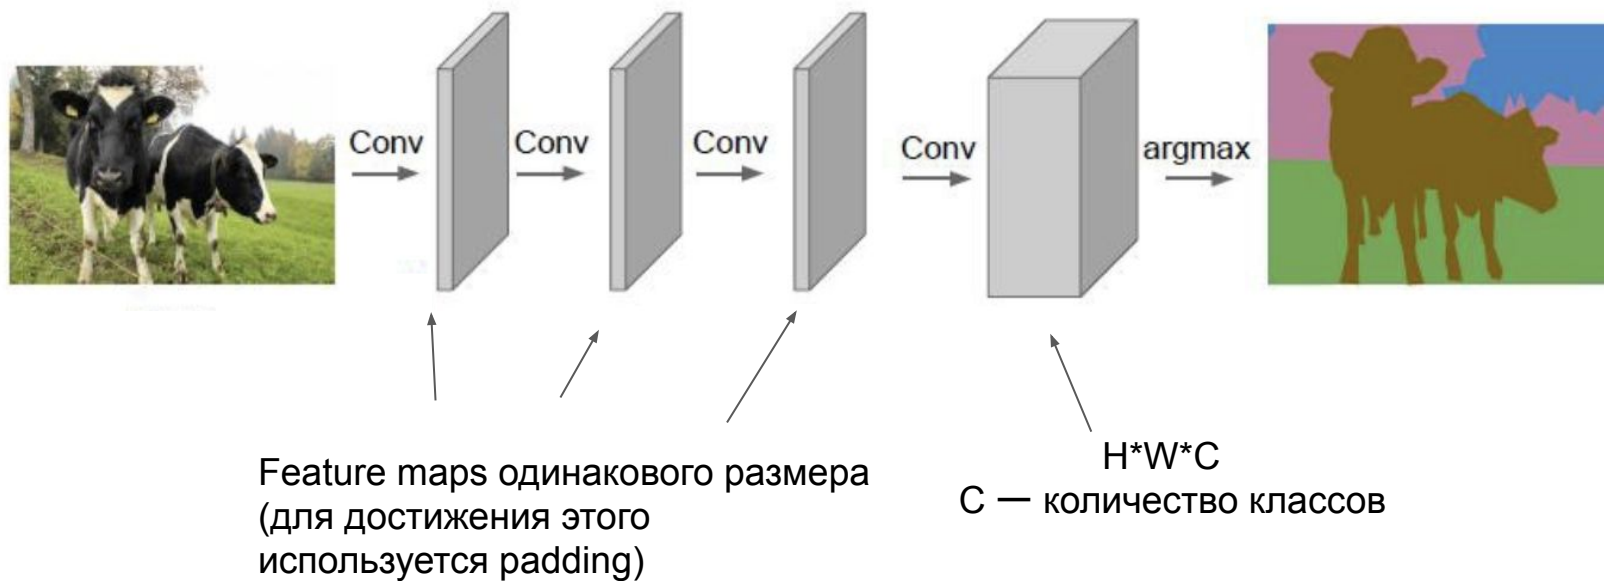 Conv
Conv
Conv
Conv
argmax
Feature maps одинакового размера
(для достижения этого
используется padding)
H*W*C
C — количество классов